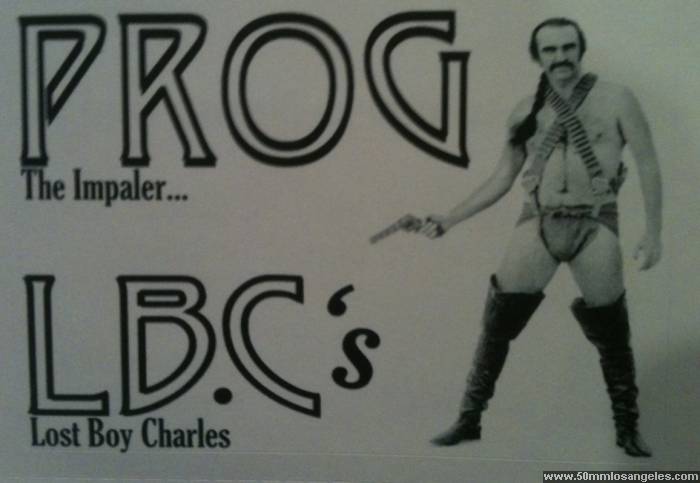 PROG
The Impaler...
L.B.C's
Lost Boy Charles
www.50mmlosangeles.com